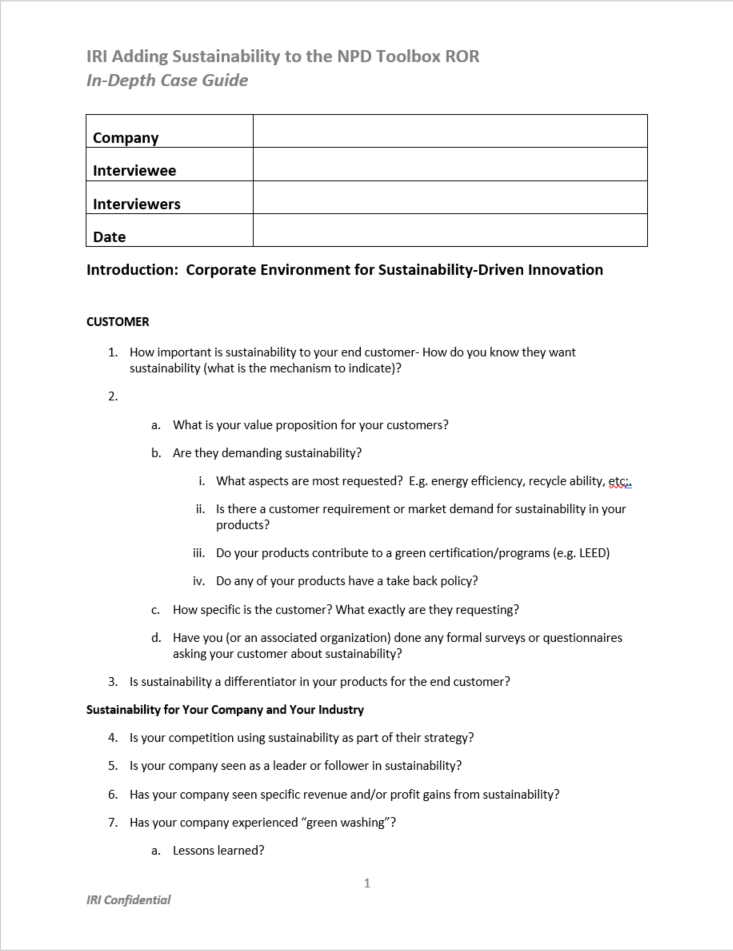 IRI Adding Sustainability to the NPD Toolbox ROR
In-Depth Case Guide
Company
Interviewee
Interviewers
Date
Introduction:  Corporate Environment for Sustainability-Driven Innovation
CUSTOMER
1. How important is sustainability to your end customer- How do you know they want
sustainability (what is the mechanism to indicate)?
2.
a. What is your value proposition for your customers?
b. Are they demanding sustainability?
i. What aspects are most requested?  E.g. energy efficiency, recycle ability, etc;.
ii. Is there a customer requirement or market demand for sustainability in your
products?
iii. Do your products contribute to a green certification/programs (e.g. LEED)
iv. Do any of your products have a take back policy?
c. How specific is the customer? What exactly are they requesting?
d. Have you (or an associated organization) done any formal surveys or questionnaires
asking your customer about sustainability?
3. Is sustainability a differentiator in your products for the end customer?
Sustainability for Your Company and Your Industry
4. Is your competition using sustainability as part of their strategy?
5. Is your company seen as a leader or follower in sustainability?
6. Has your company seen specific revenue and/or profit gains from sustainability?
7. Has your company experienced “green washing”?
a. Lessons learned?
1
IRI Confidential